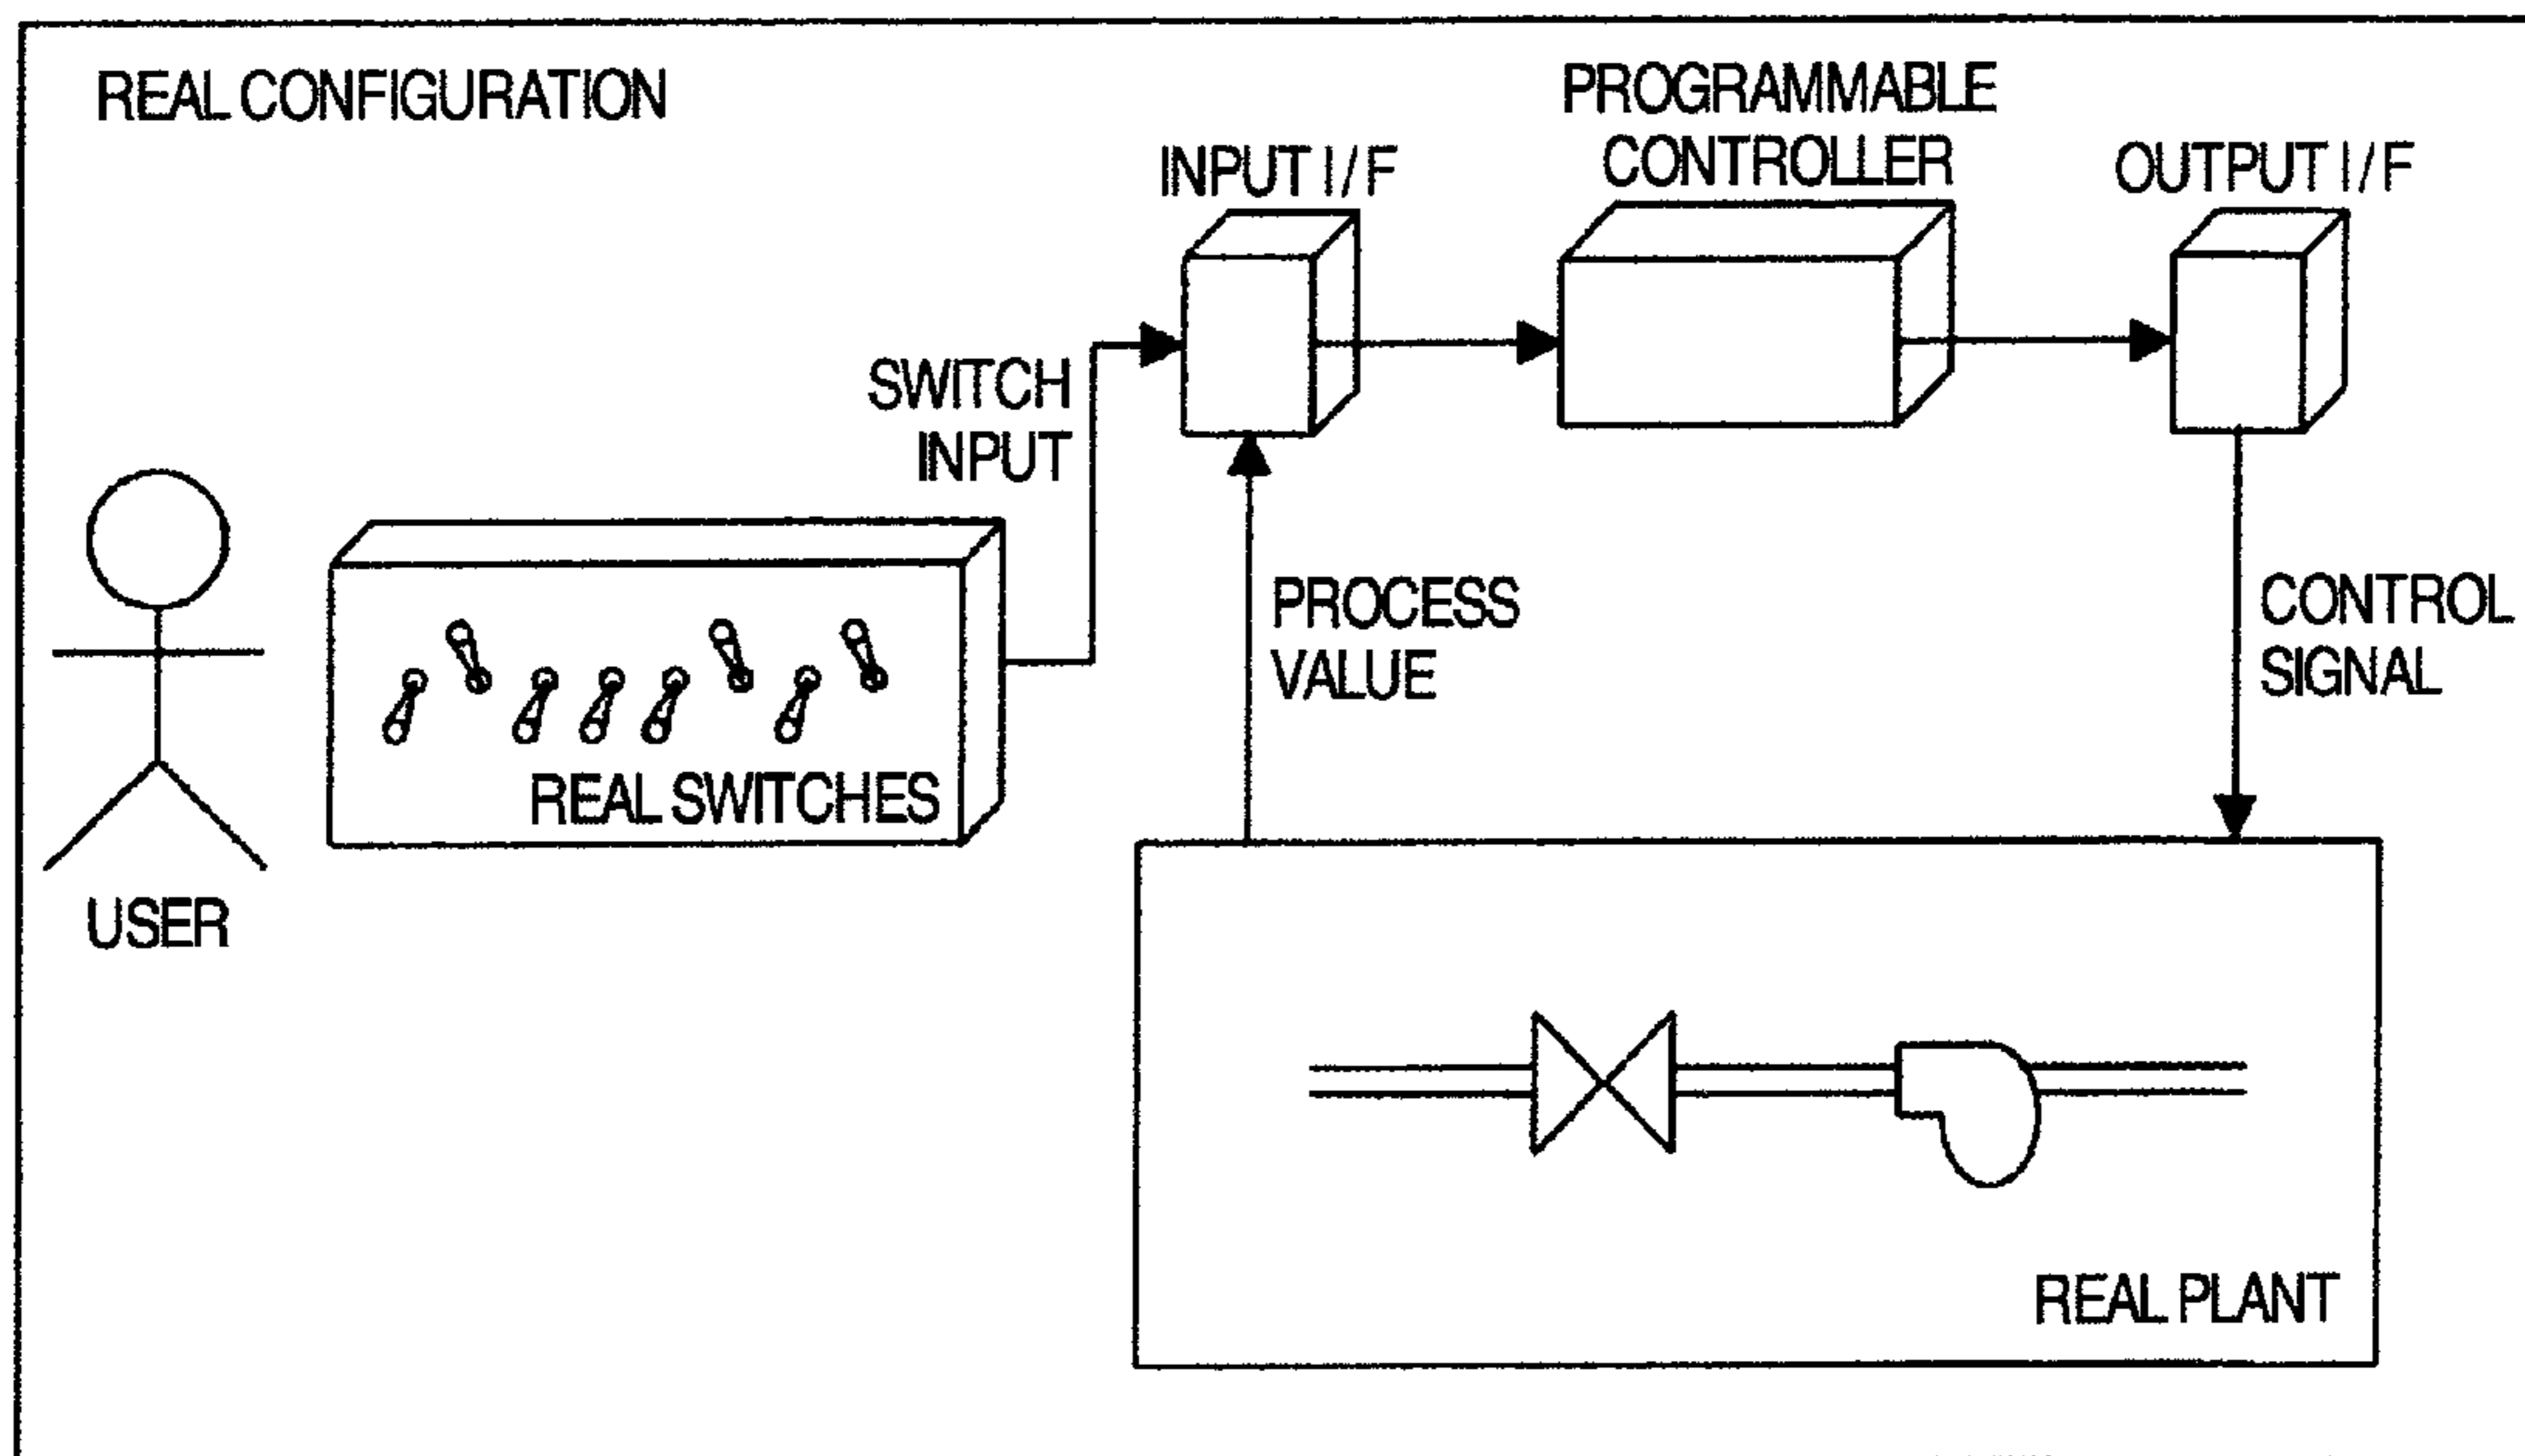 REAL CONFIGURATION
PROGRAMMABLE
CONTROLLER
INPUT I/F
OUTPUT I/F
SWITCH
INPUT
PROCESS
VALUE
CONTROL
SIGNAL
REAL SWITCHES
USER
REAL PLANT